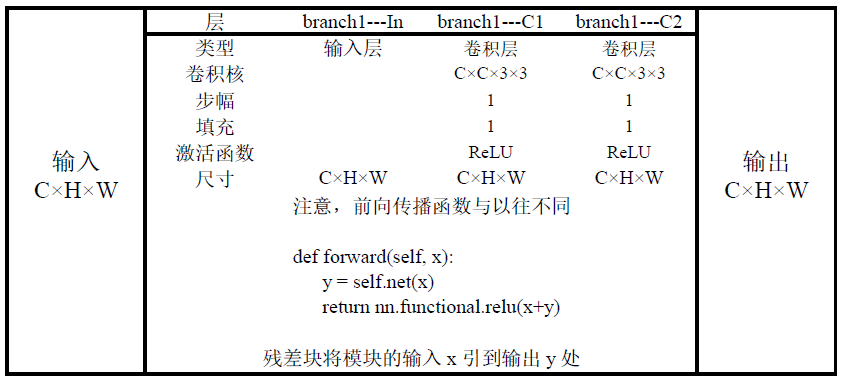 层 branch1---In branch1---C1 branch1---C2
类型 输入层 卷积层 卷积层
卷积核 C×C×3×3 C×C×3×3
步幅 1 1
填充 1 1
激活函数 ReLU ReLU
尺寸 C×H×W C×H×W C×H×W
输入
C×H×W
注意，前向传播函数与以往不同
def forward(self, x):
y = self.net(x)
return nn.functional.relu(x+y)
残差块将模块的输入 x 引到输出 y 处
输出
C×H×W